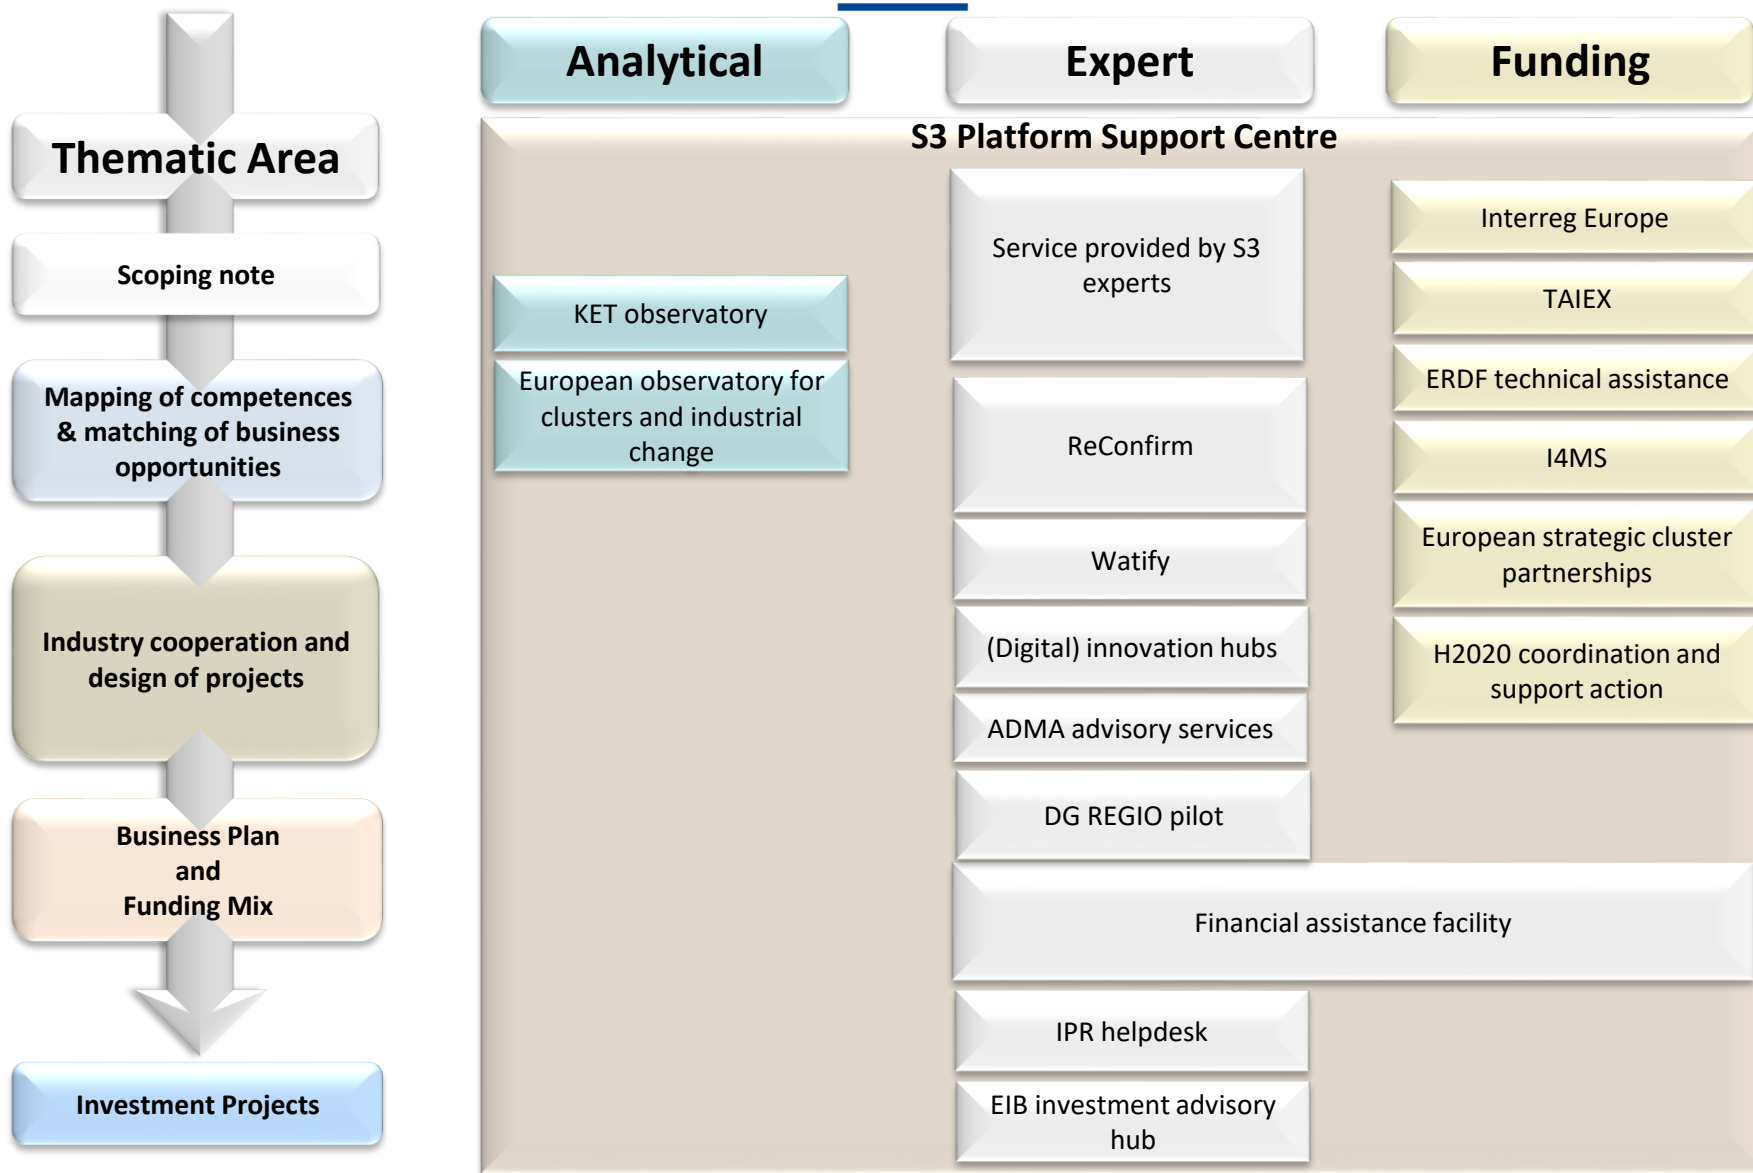 Thematic Area
Scoping note
Mapping of competences
& matching of business
opportunities
Industry cooperation and
design of projects
Business Plan
and
Funding Mix
Investment Projects
Analytical
Expert
Funding
S3 Platform Support Centre
KET observatory
European observatory for
clusters and industrial
change
Service provided by S3
experts
ReConfirm
Watify
(Digital) innovation hubs
ADMA advisory services
DG REGIO pilot
Financial assistance facility
IPR helpdesk
EIB investment advisory
hub
Interreg Europe
TAIEX
ERDF technical assistance
I4MS
European strategic cluster
partnerships
H2020 coordination and
support action